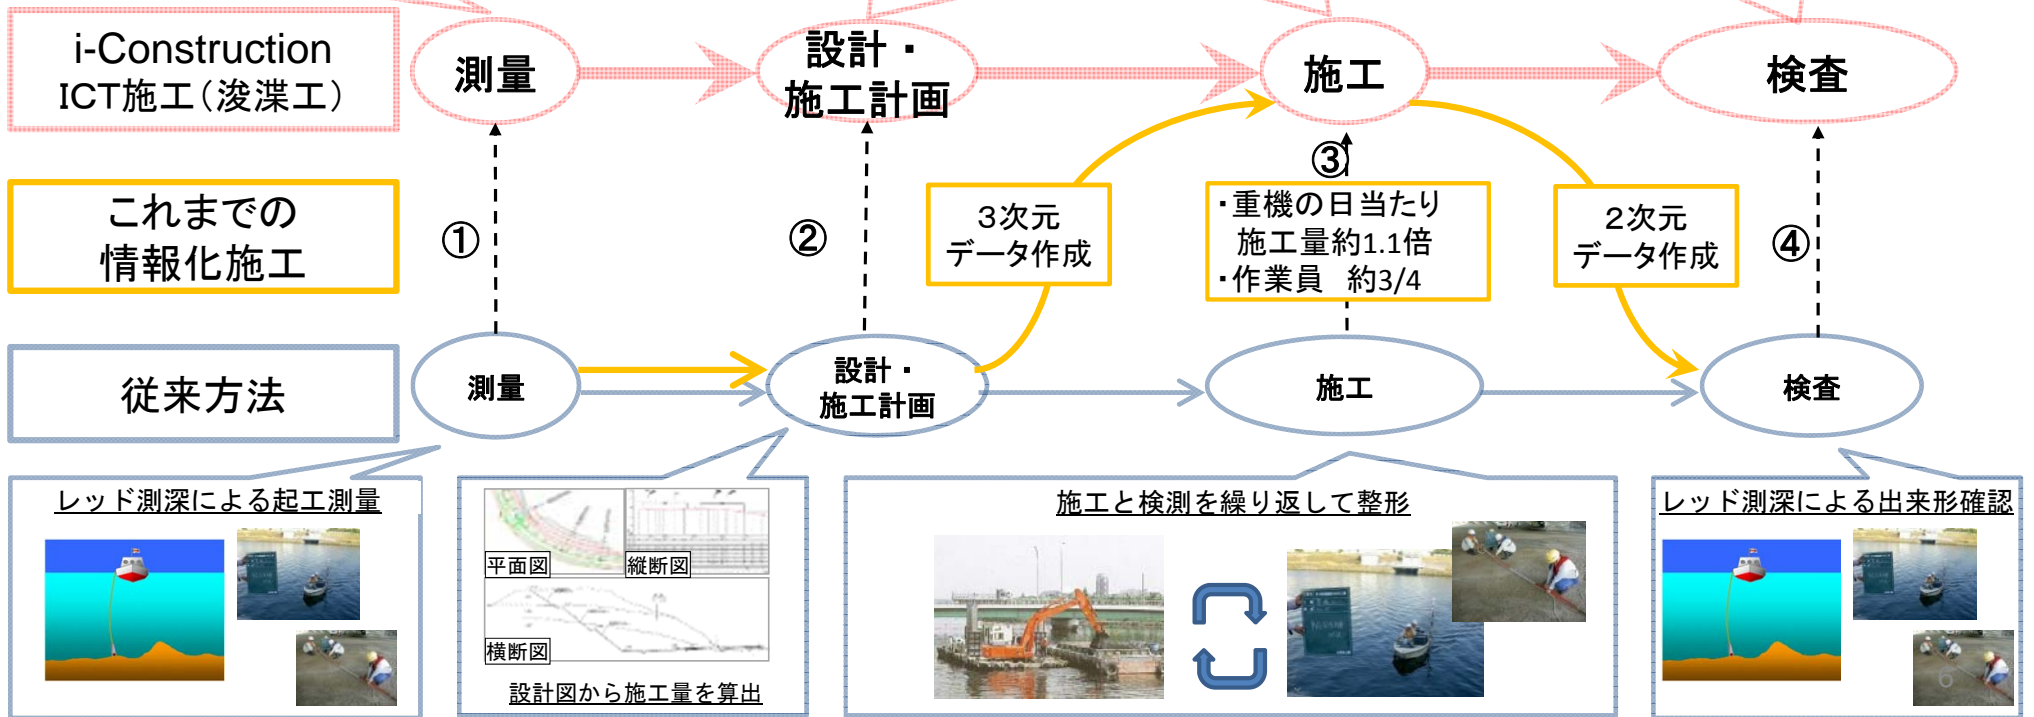 i-Construction
ICT施工（浚渫工）
測量
設計・
施工計画
施工
検査
これまでの
情報化施工
①
②
3次元
データ作成
③
・重機の日当たり
施工量約1.1倍
・作業員　約3/4
2次元
データ作成
④
従来方法
測量
設計・
施工計画
施工
検査
レッド測深による起工測量
平面図
縦断図
横断図
設計図から施工量を算出
施工と検測を繰り返して整形
レッド測深による出来形確認
6